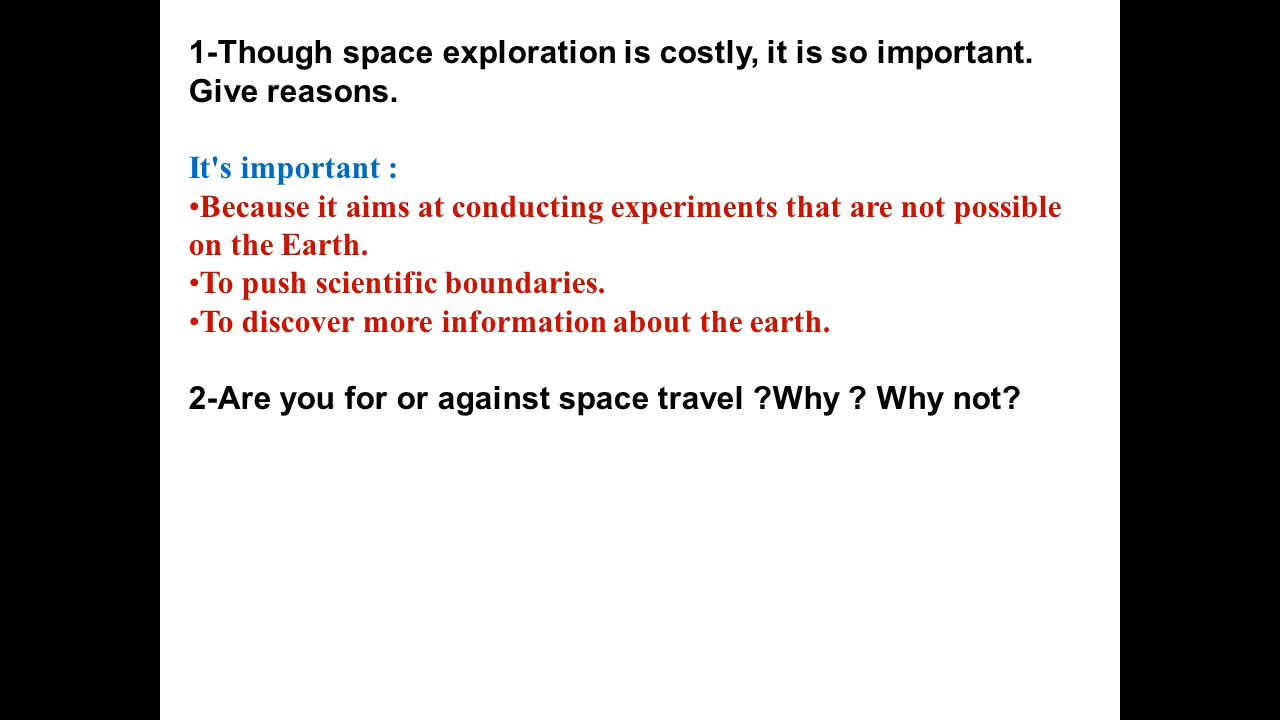 1-Though space exploration is costly, it is so important.
Give reasons.
It's important :
•Because it aims at conducting experiments that are not possible
on the Earth.
•To push scientific boundaries.
•To discover more information about the earth.
2-Are you for or against space travel ?Why ? Why not?